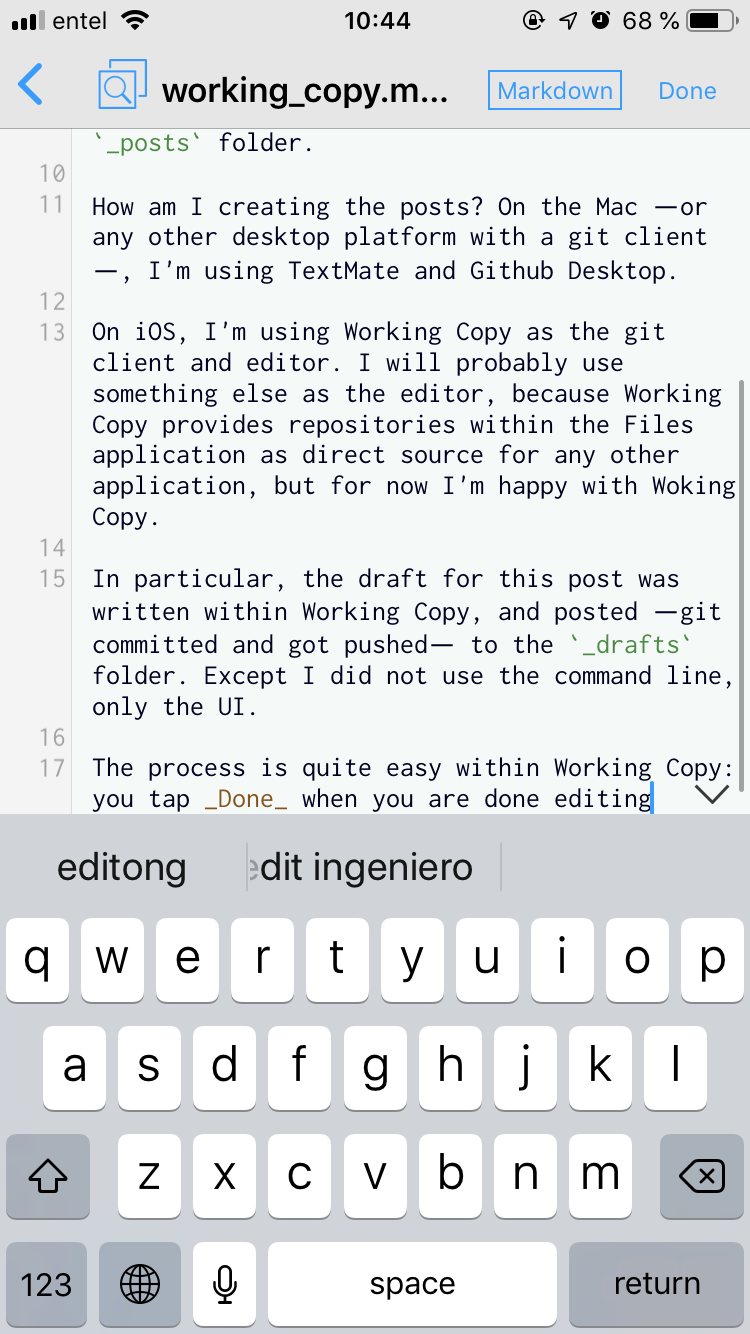 entel 10:44 68 %
working_copy.m... Markdown Done
`_posts` folder.
10
11 How am I creating the posts? On the Mac —or
any other desktop platform with a git client
—, I'm using TextMate and Github Desktop.
12
13 On iOS, I'm using Working Copy as the git
client and editor. I will probably use
something else as the editor, because Working
Copy provides repositories within the Files
application as direct source for any other
application, but for now I'm happy with Woking
Copy.
14
15 In particular, the draft for this post was
written within Working Copy, and posted —git
committed and got pushed— to the `_drafts`
folder. Except I did not use the command line,
only the UI.
16
17 The process is quite easy within Working Copy:
you tap _Done_ when you are done editing
editong edit ingeniero
q w e r t y u i o p
a s d f g h j k l
z x c v b n m
123 space return